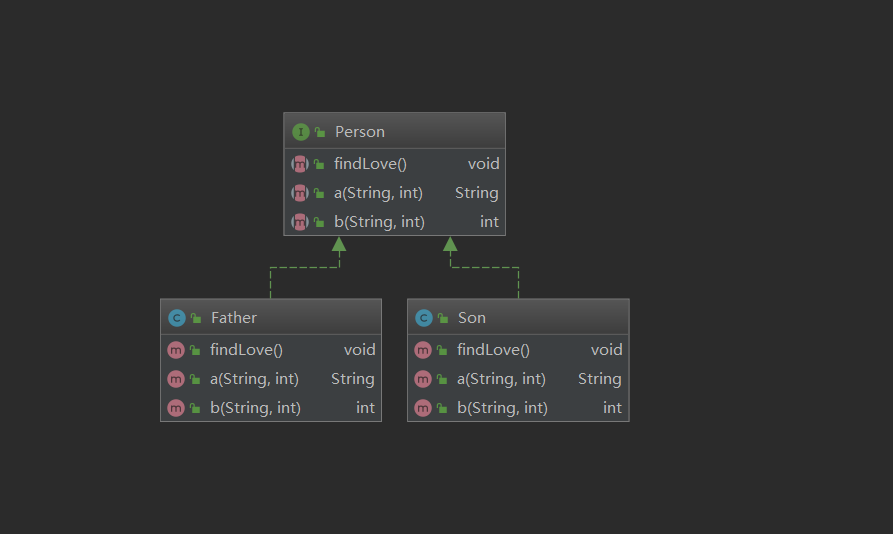 I Person
m findLove() void
m a(String, int) String
m b(String, int) int
C Father
m findLove() void
m a(String, int) String
m b(String, int) int
C Son
m findLove() void
m a(String, int) String
m b(String, int) int